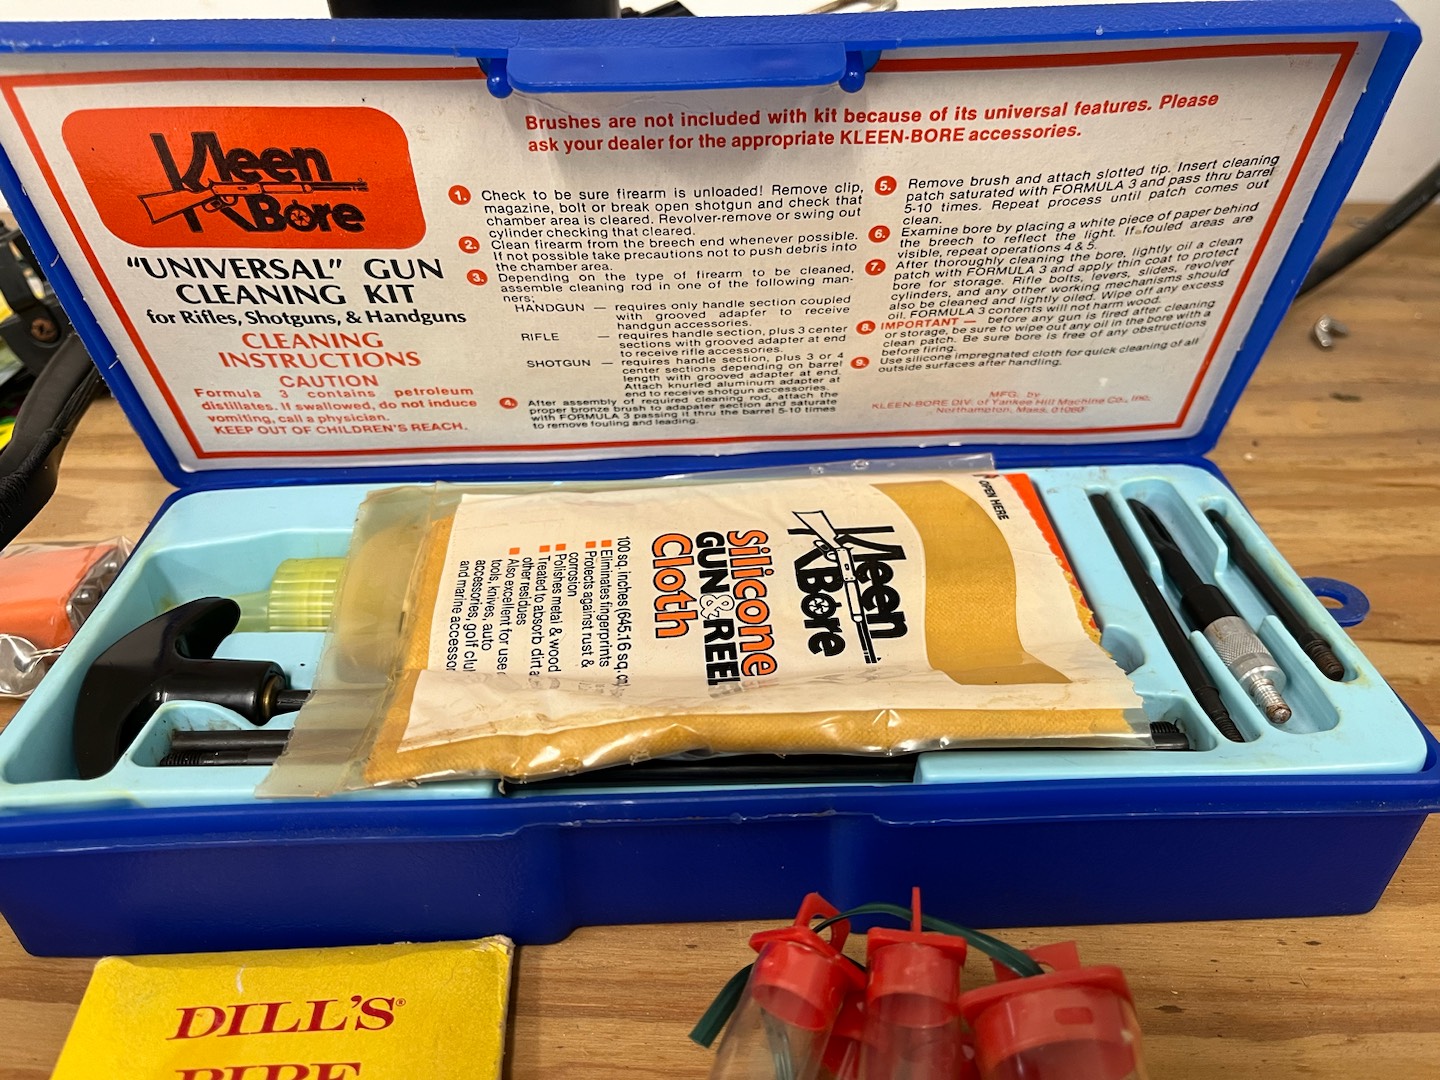 Kleen
Bore
"UNIVERSAL" GUN
CLEANING KIT
for Rifles, Shotguns, & Handguns
CLEANING
INSTRUCTIONS
CAUTION
Formula 3 contains petroleum
distillates. If swallowed, do not induce
vomiting, call a physician.
KEEP OUT OF CHILDREN'S REACH.
Brushes are not included with kit because of its universal features. Please
ask your dealer for the appropriate KLEEN-BORE accessories.
1. Check to be sure firearm is unloaded! Remove clip,
magazine, bolt or break open shotgun and check that
chamber area is cleared. Revolver-remove or swing out
cylinder checking that cleared.
2. Clean firearm from the breech end whenever possible.
If not possible take precautions not to push debris into
the chamber area.
3. Depending on the type of firearm to be cleaned,
assemble cleaning rod in one of the following man-
ners:
HANDGUN — requires only handle section coupled
with grooved adapter to receive
handgun accessories.
RIFLE — requires handle section, plus 3 center
sections with grooved adapter at end
to receive rifle accessories.
SHOTGUN — requires handle section, plus 3 or 4
center sections depending on barrel
length with grooved adapter at end.
Attach knurled aluminum adapter at
end to receive shotgun accessories.
4. After assembly of required cleaning rod, attach the
proper bronze brush to adapater section and saturate
with FORMULA 3 passing it thru the barrel 5-10 times
to remove fouling and leading.
5. Remove brush and attach slotted tip. Insert cleaning
patch saturated with FORMULA 3 and pass thru barrel
5-10 times. Repeat process until patch comes out
clean.
6. Examine bore by placing a white piece of paper behind
the breech to reflect the light. If fouled areas are
visible, repeat operations 4 & 5.
7. After thoroughly cleaning the bore, lightly oil a clean
patch with FORMULA 3 and apply thin coat to protect
bore for storage. Rifle bolts, levers, slides, revolver
cylinders, and any other working mechanisms should
also be cleaned and lightly oiled. Wipe off any excess
oil. FORMULA 3 contents will not harm wood.
8. IMPORTANT — before any gun is fired after cleaning
or storage, be sure to wipe out any oil in the bore with a
clean patch. Be sure bore is free of any obstructions
before firing.
9. Use silicone impregnated cloth for quick cleaning of all
outside surfaces after handling.
MFG. by
KLEEN-BORE DIV. of Yankee Hill Machine Co., Inc.
Northampton, Mass. 01060
OPEN HERE
Kleen
Bore
Silicone
GUN & REEL
Cloth
100 sq. inches (645.16 sq. cm
Eliminates fingerprints
Protects against rust &
corrosion
Polishes metal & wood
Treated to absorb dirt
other residues
Also excellent for use
tools, knives, auto
accessories, golf
and marine
DILL'S®
PIPE